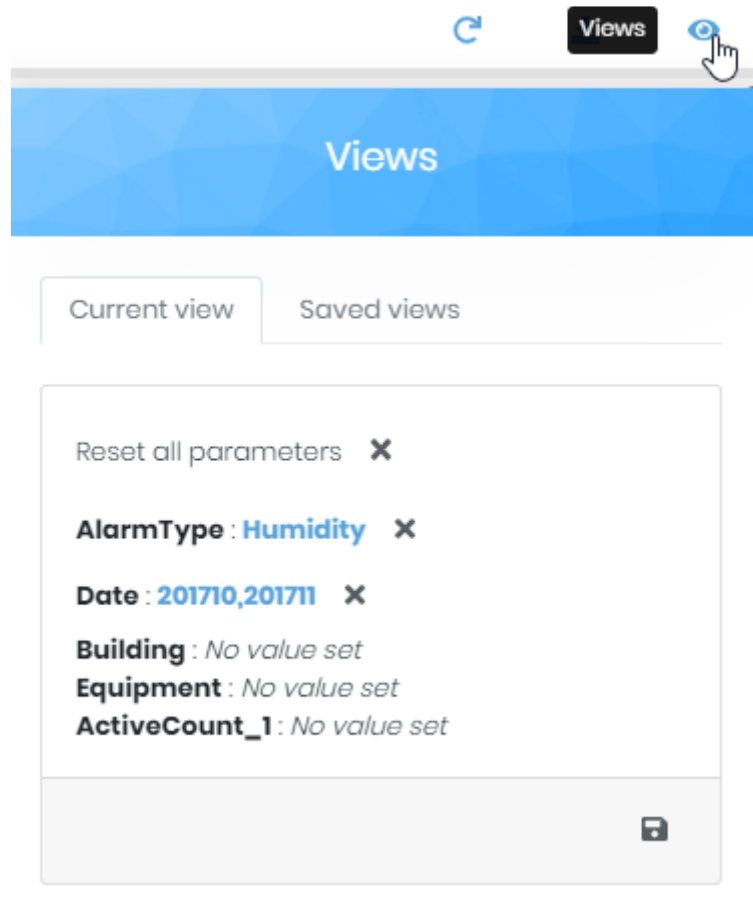 Views
Views
Current view Saved views
Reset all parameters
AlarmType : Humidity
Date : 201710,201711
Building : No value set
Equipment : No value set
ActiveCount_1 : No value set